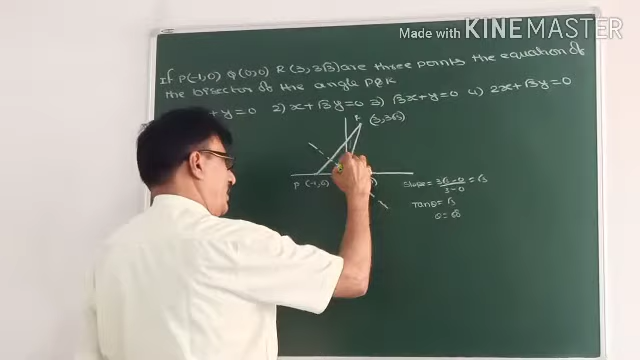 Made with KINEMASTER
If P(-1,0) Q(0,0) R(3,3√3) are three points the equation of
the bisector of the angle PQR
+y=0 2) x+√3y=0 3) √3x+y=0 4) 2x+√3y=0
R (3,3√3)
P (-1,0)
Slope = 3√3-0/3-0 = √3
Tanθ = √3